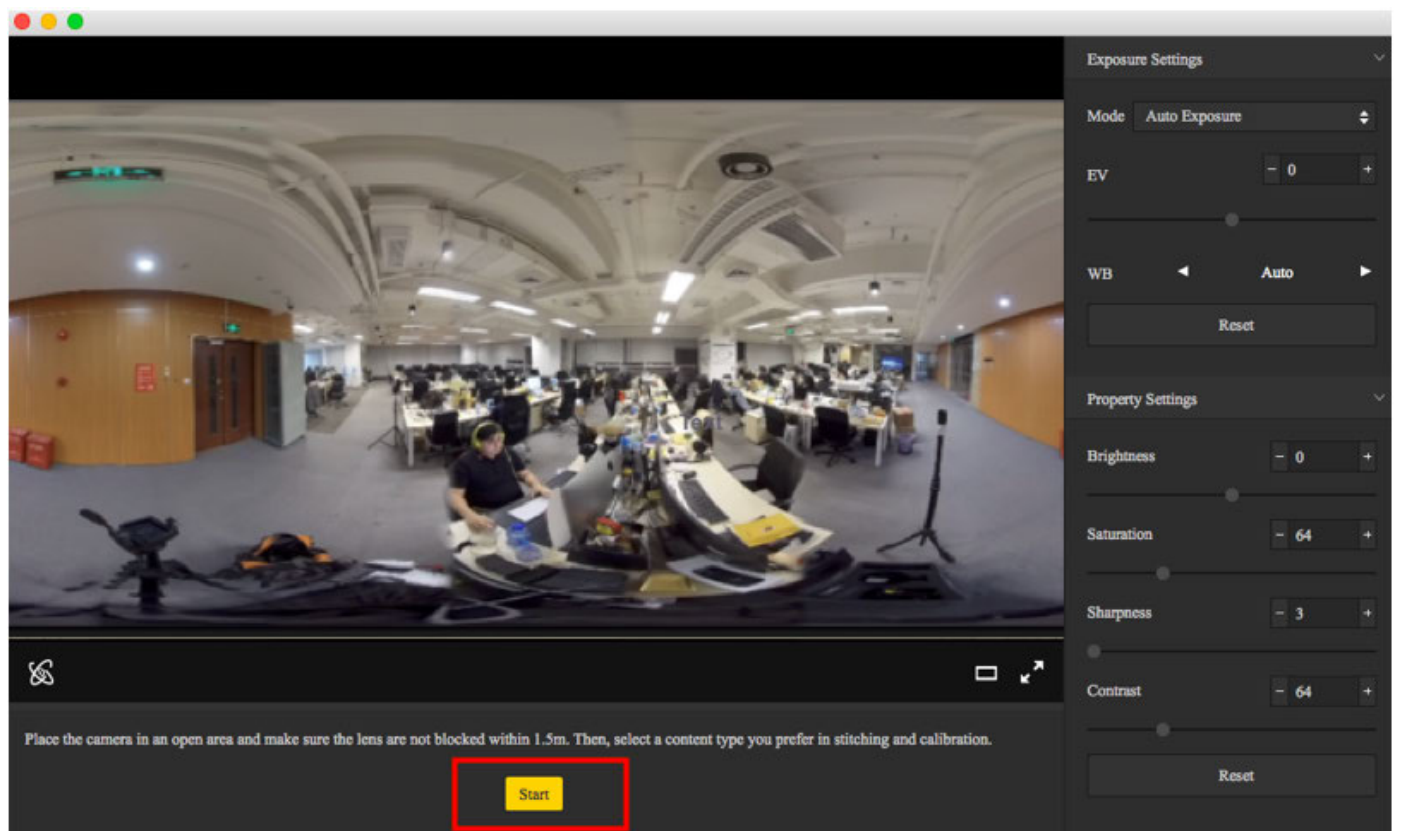 Exposure Settings
Mode Auto Exposure
EV - 0 +
WB Auto
Reset
Property Settings
Brightness - 0 +
Saturation - 64 +
Sharpness - 3 +
Contrast - 64 +
Reset
Test
Place the camera in an open area and make sure the lens are not blocked within 1.5m. Then, select a content type you prefer in stitching and calibration.
Start